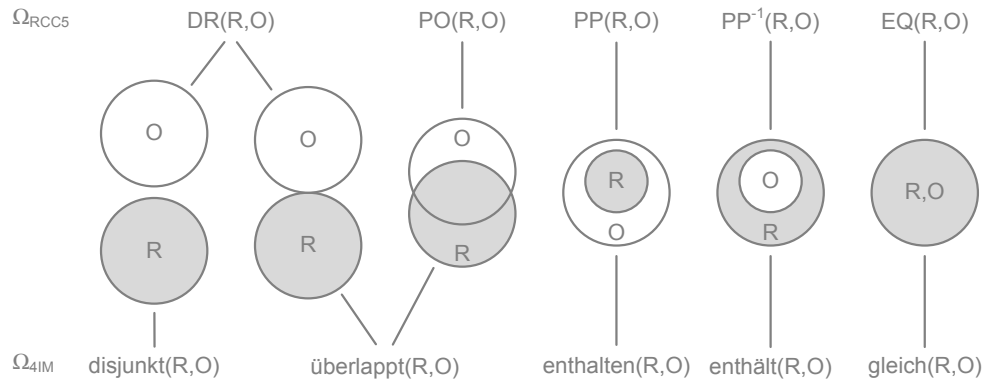 Ω_RCC5 DR(R,O) PO(R,O) PP(R,O) PP⁻¹(R,O) EQ(R,O)
O O O R O R,O
R R R O R
Ω_4IM disjunkt(R,O) überlappt(R,O) enthalten(R,O) enthält(R,O) gleich(R,O)